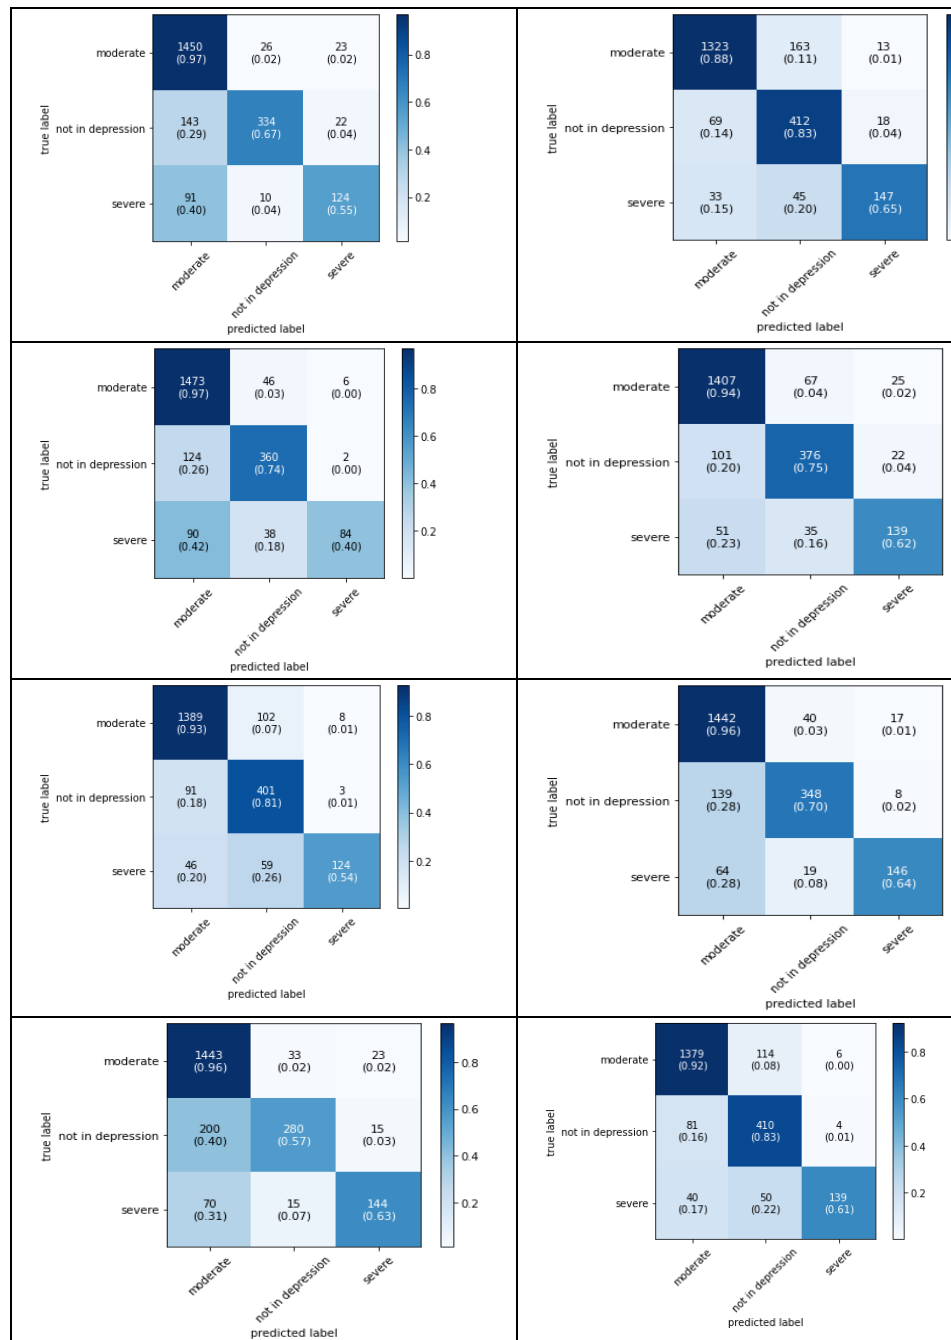 moderate 1450 26 23
(0.97) (0.02) (0.02)
not in depression 143 334 22
(0.29) (0.67) (0.04)
severe 91 10 124
(0.40) (0.04) (0.55)
0.8
0.6
0.4
0.2
true label
moderate
not in depression
severe
predicted label
moderate 1323 163 13
(0.88) (0.11) (0.01)
not in depression 69 412 18
(0.14) (0.83) (0.04)
severe 33 45 147
(0.15) (0.20) (0.65)
true label
moderate
not in depression
severe
predicted label
moderate 1473 46 6
(0.97) (0.03) (0.00)
not in depression 124 360 2
(0.26) (0.74) (0.00)
severe 90 38 84
(0.42) (0.18) (0.40)
0.8
0.6
0.4
0.2
true label
moderate
not in depression
severe
predicted label
moderate 1407 67 25
(0.94) (0.04) (0.02)
not in depression 101 376 22
(0.20) (0.75) (0.04)
severe 51 35 139
(0.23) (0.16) (0.62)
true label
moderate
not in depression
severe
predicted label
moderate 1389 102 8
(0.93) (0.07) (0.01)
not in depression 91 401 3
(0.18) (0.81) (0.01)
severe 46 59 124
(0.20) (0.26) (0.54)
0.8
0.6
0.4
0.2
true label
moderate
not in depression
severe
predicted label
moderate 1442 40 17
(0.96) (0.03) (0.01)
not in depression 139 348 8
(0.28) (0.70) (0.02)
severe 64 19 146
(0.28) (0.08) (0.64)
true label
moderate
not in depression
severe
predicted label
moderate 1443 33 23
(0.96) (0.02) (0.02)
not in depression 200 280 15
(0.40) (0.57) (0.03)
severe 70 15 144
(0.31) (0.07) (0.63)
0.8
0.6
0.4
0.2
true label
moderate
not in depression
severe
predicted label
moderate 1379 114 6
(0.92) (0.08) (0.00)
not in depression 81 410 4
(0.16) (0.83) (0.01)
severe 40 50 139
(0.17) (0.22) (0.61)
0.8
0.6
0.4
0.2
true label
moderate
not in depression
severe
predicted label